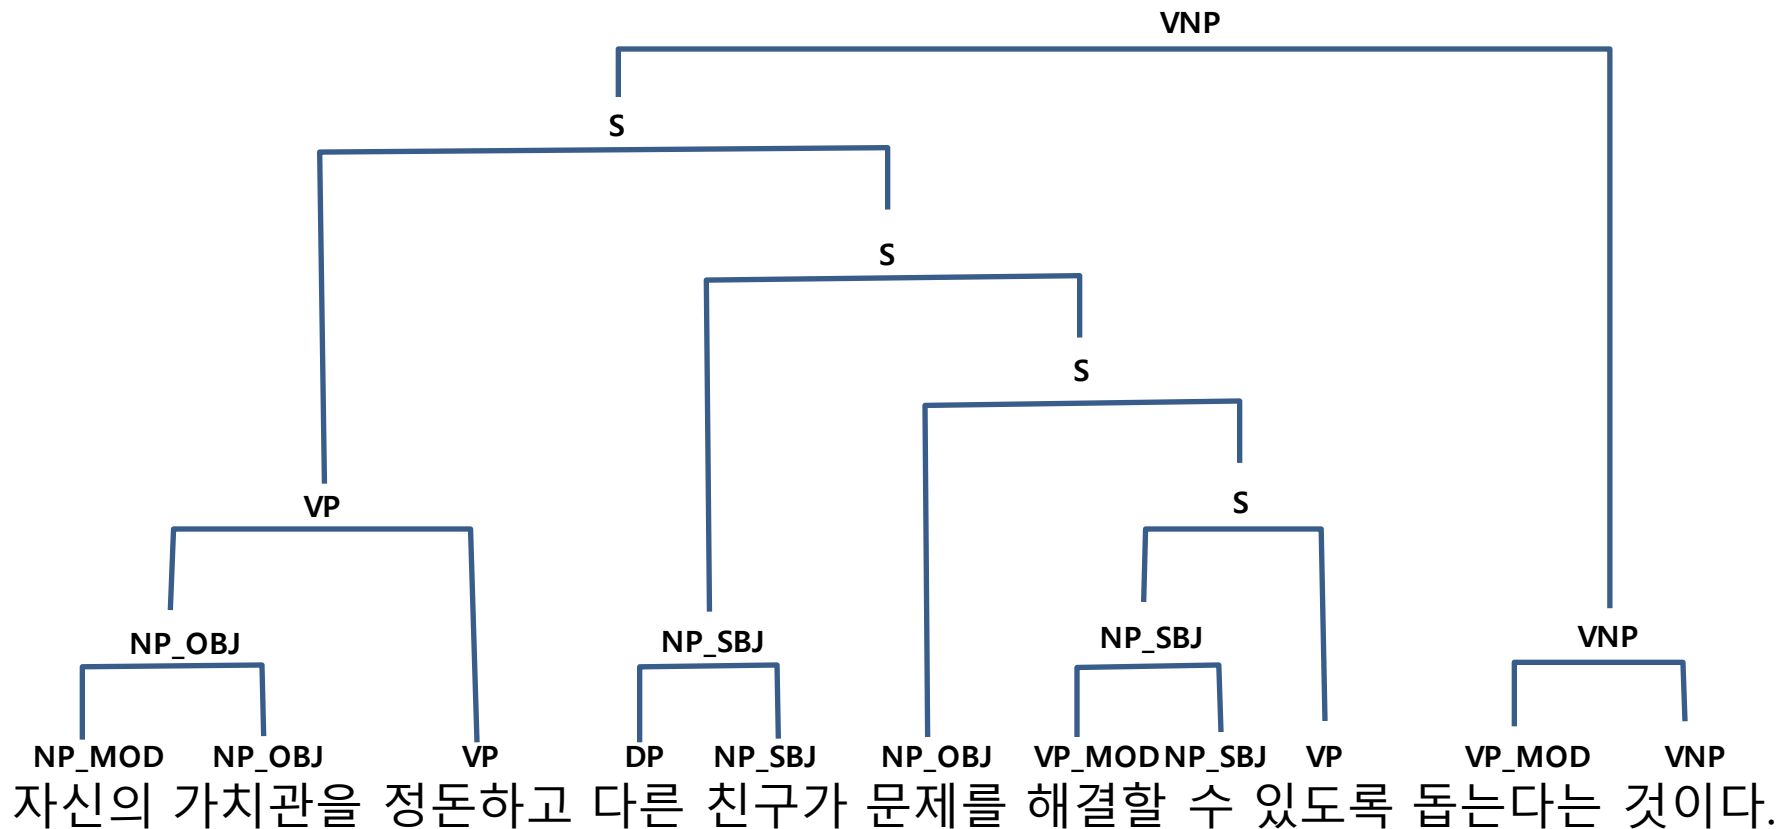 VNP
S
S
S
VP S
NP_OBJ NP_SBJ NP_SBJ VNP
NP_MOD NP_OBJ VP DP NP_SBJ NP_OBJ VP_MOD NP_SBJ VP VP_MOD VNP
자신의 가치관을 정돈하고 다른 친구가 문제를 해결할 수 있도록 돕는다는 것이다.